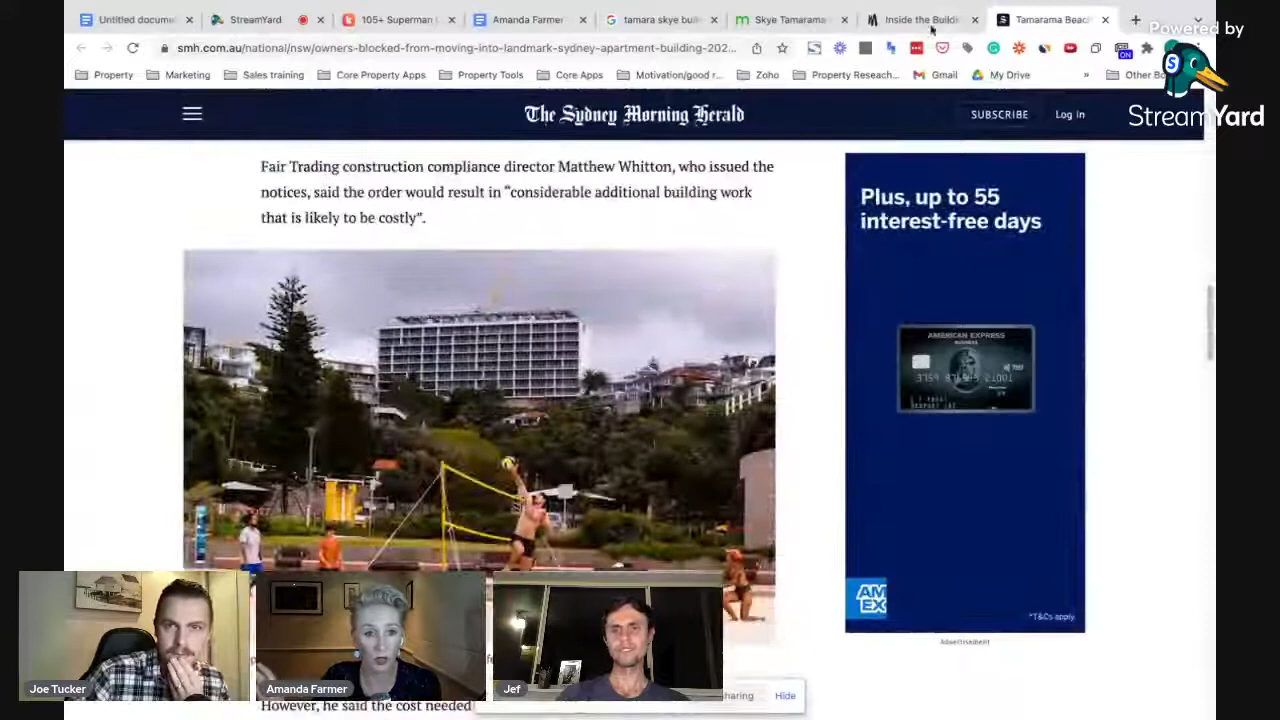 Untitled docume
StreamYard
105+ Superman
Amanda Farmer
tamara skye buil
Skye Tamarama
Inside the Buildi
Tamarama Beac
Powered by
StreamYard
smh.com.au/national/nsw/owners-blocked-from-moving-into-landmark-sydney-apartment-building-202...
ON
Property
Marketing
Sales training
Core Property Apps
Property Tools
Core Apps
Motivation/good r...
Zoho
Property Reseach...
Gmail
My Drive
»
Other Bo
The Sydney Morning Herald
SUBSCRIBE
Log in
Fair Trading construction compliance director Matthew Whitton, who issued the
notices, said the order would result in “considerable additional building work
that is likely to be costly”.
Plus, up to 55
interest-free days
AMERICAN EXPRESS
BUSINESS
AM
EX
*T&Cs apply
Advertisement
Joe Tucker
Amanda Farmer
Jef
haring
Hide
However, he said the cost needed